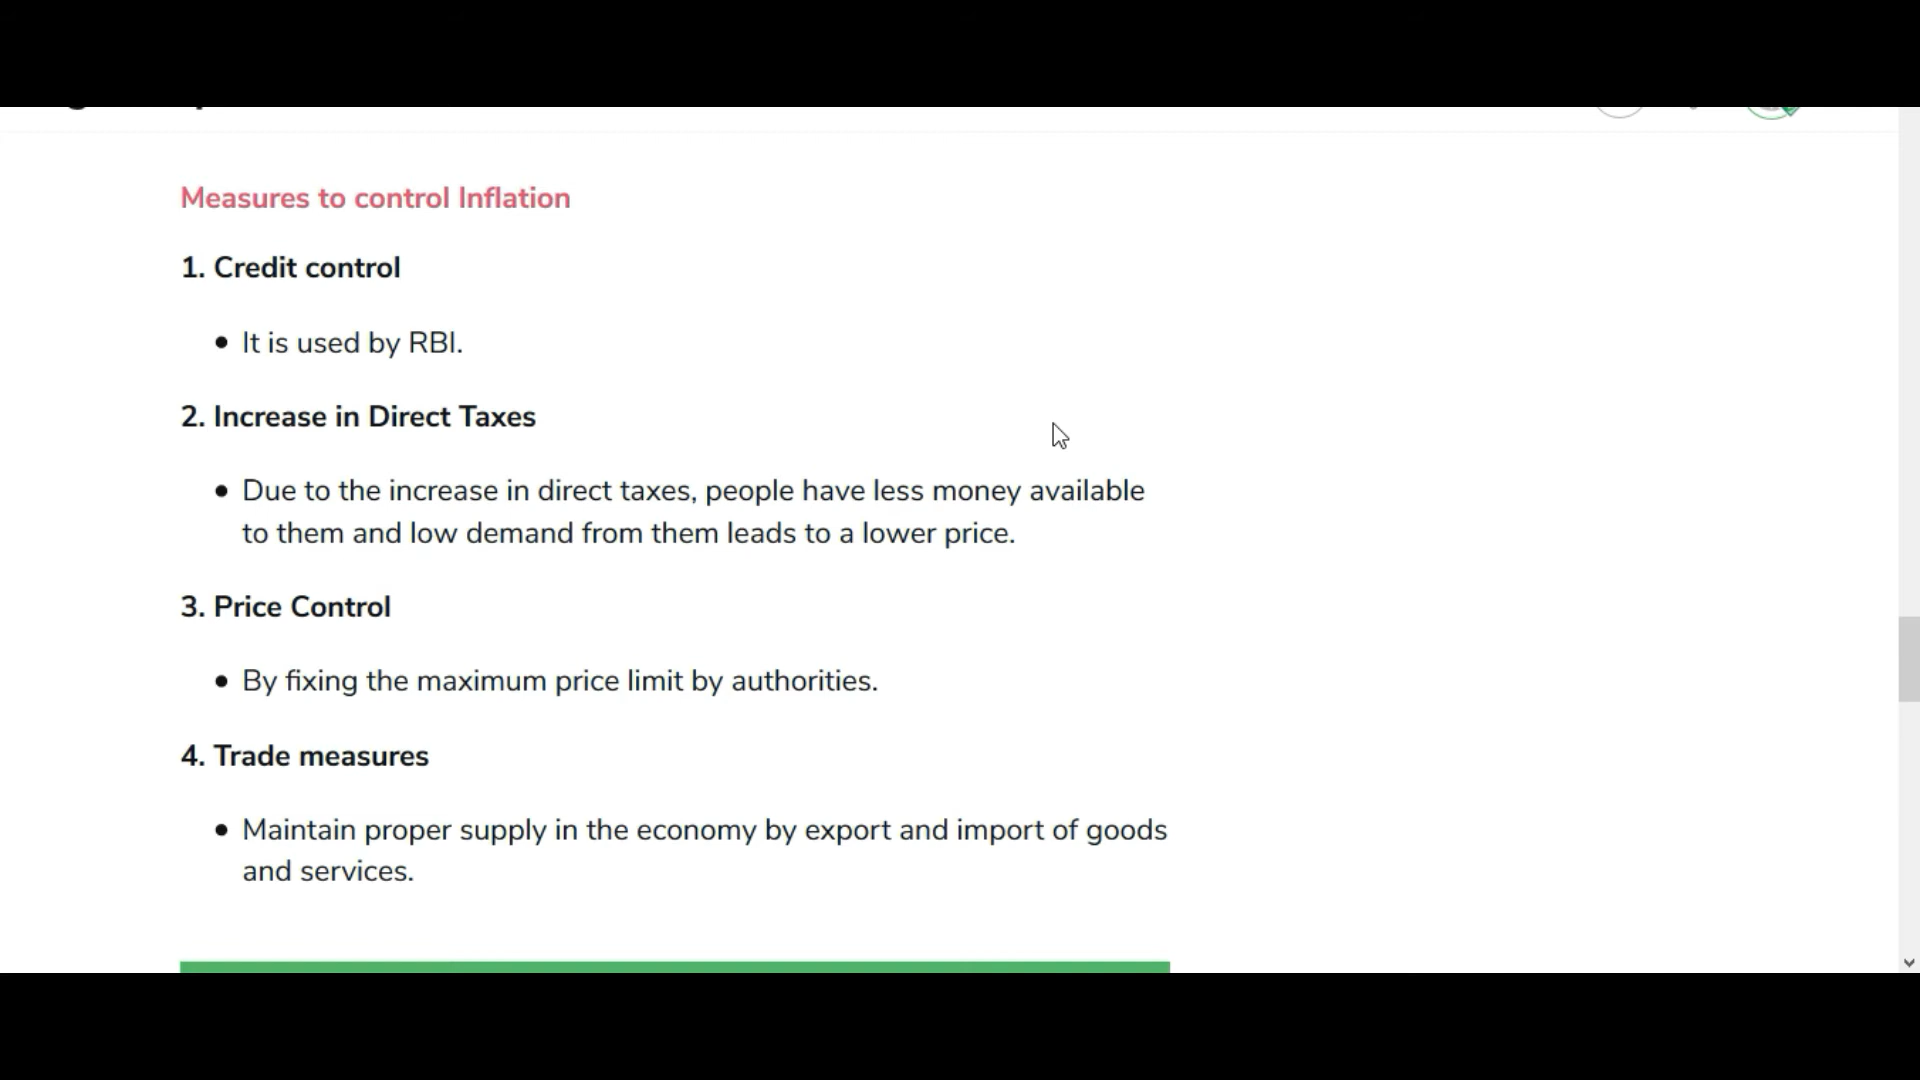 Measures to control Inflation
1. Credit control
• It is used by RBI.
2. Increase in Direct Taxes
• Due to the increase in direct taxes, people have less money available
to them and low demand from them leads to a lower price.
3. Price Control
• By fixing the maximum price limit by authorities.
4. Trade measures
• Maintain proper supply in the economy by export and import of goods
and services.